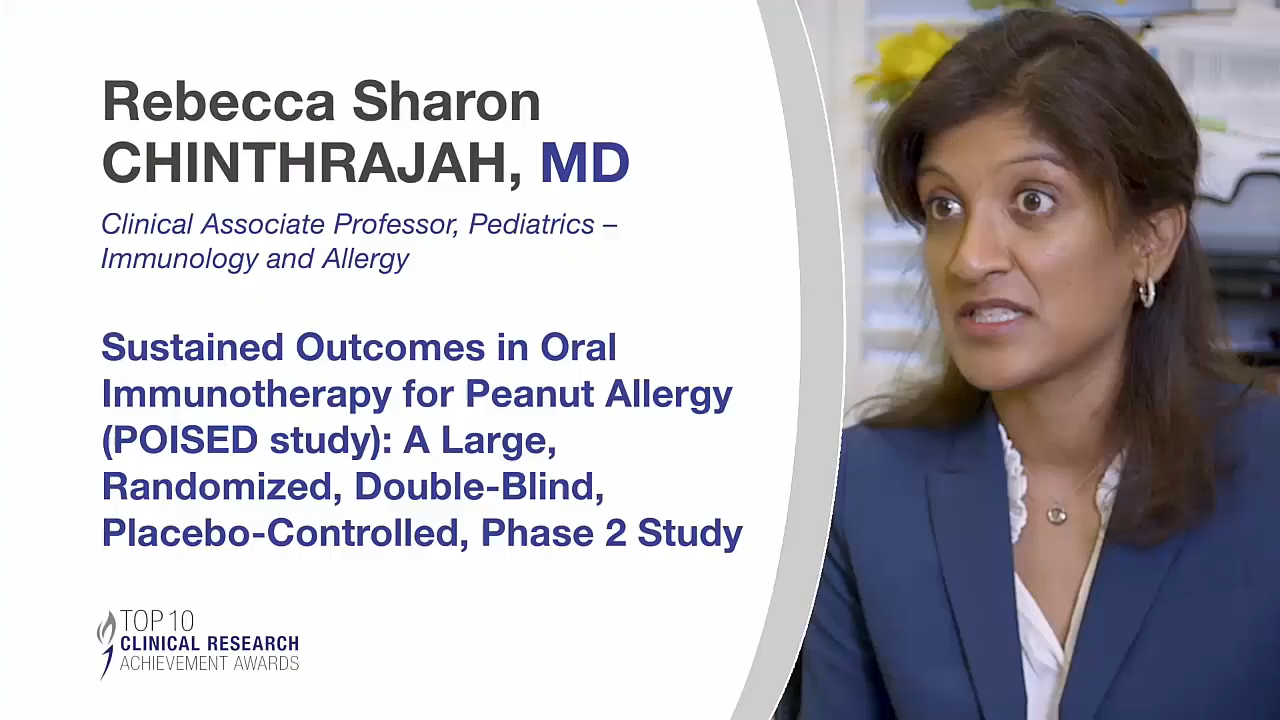 Rebecca Sharon
CHINTHRAJAH, MD
Clinical Associate Professor, Pediatrics –
Immunology and Allergy
Sustained Outcomes in Oral
Immunotherapy for Peanut Allergy
(POISED study): A Large,
Randomized, Double-Blind,
Placebo-Controlled, Phase 2 Study
TOP 10
CLINICAL RESEARCH
ACHIEVEMENT AWARDS